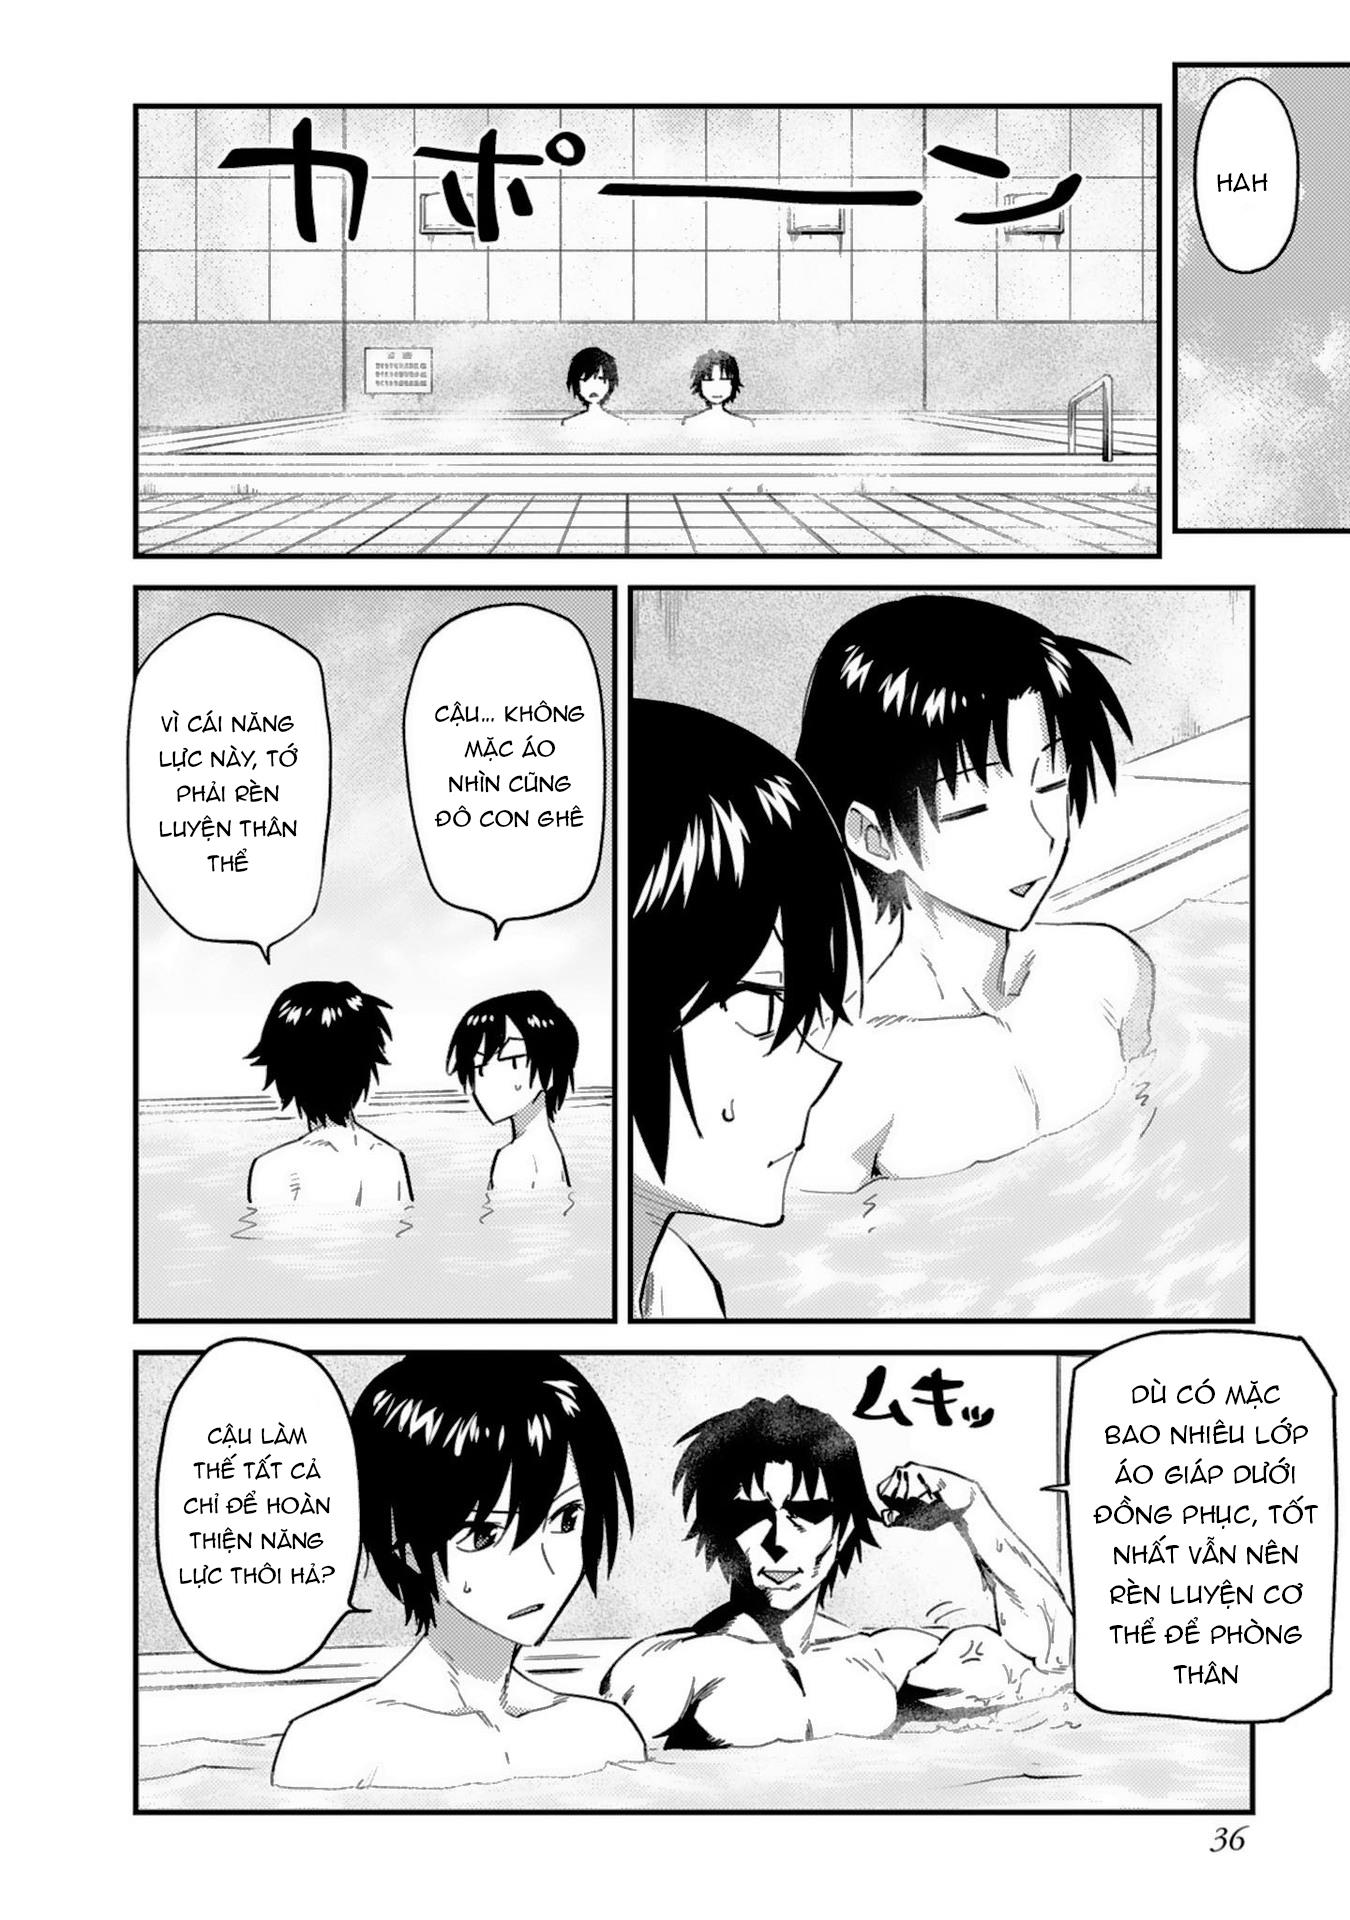 HAH
カポーン
CẬU... KHÔNG
MẶC ÁO
NHÌN CŨNG
ĐÔ CON GHÊ
VÌ CÁI NĂNG
LỰC NÀY, TỚ
PHẢI RÈN
LUYỆN THÂN
THỂ
DÙ CÓ MẶC
BAO NHIÊU LỚP
ÁO GIÁP DƯỚI
ĐỒNG PHỤC, TỐT
NHẤT VẪN NÊN
RÈN LUYỆN CƠ
THỂ ĐỂ PHÒNG
THÂN
ムキッ
CẬU LÀM
THẾ TẤT CẢ
CHỈ ĐỂ HOÀN
THIỆN NĂNG
LỰC THÔI HẢ?
36